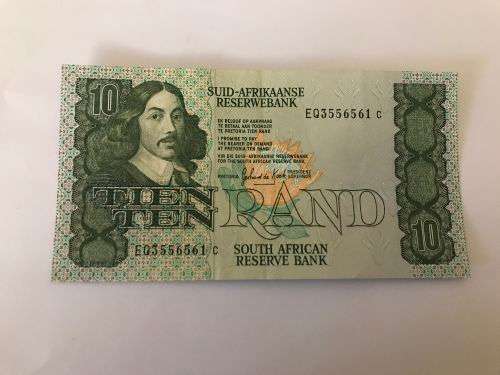 10
SUID-AFRIKAANSE
RESERWEBANK
EQ3556561 C
EK BELOOF OP AANVRAAG
TE BETAAL AAN TOONDER
TE PRETORIA TIEN RAND
I PROMISE TO PAY
THE BEARER ON DEMAND
AT PRETORIA TEN RAND
VIR DIE SUID-AFRIKAANSE RESERWEBANK
FOR THE SOUTH AFRICAN RESERVE BANK
PRETORIA
PRESIDENT
GOVERNOR
TIEN
TEN RAND
EQ3556561 C
SOUTH AFRICAN
RESERVE BANK
10